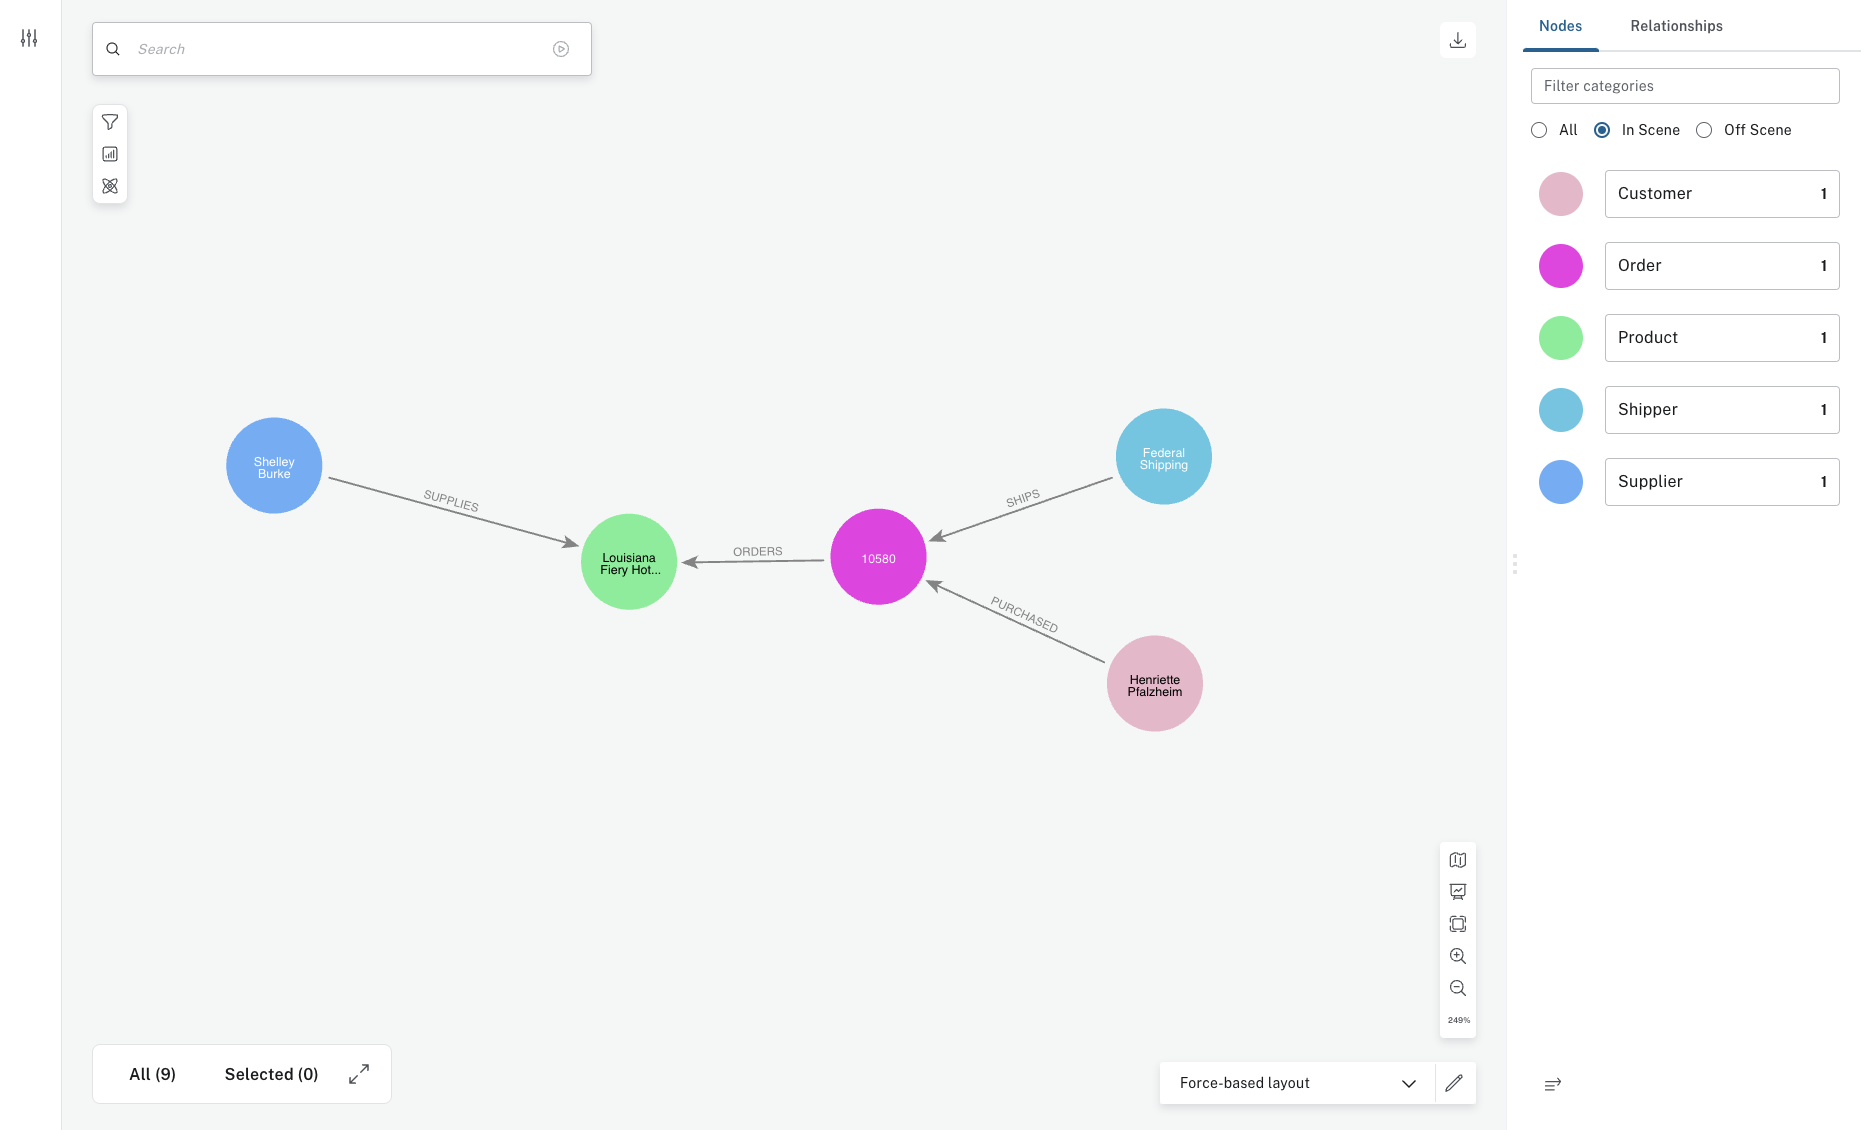 Search
Nodes
Relationships
Filter categories
All
In Scene
Off Scene
Customer 1
Order 1
Product 1
Shipper 1
Supplier 1
Shelley
Burke
SUPPLIES
Louisiana
Fiery Hot...
ORDERS
10580
SHIPS
Federal
Shipping
PURCHASED
Henriette
Pfalzheim
249%
All (9)
Selected (0)
Force-based layout